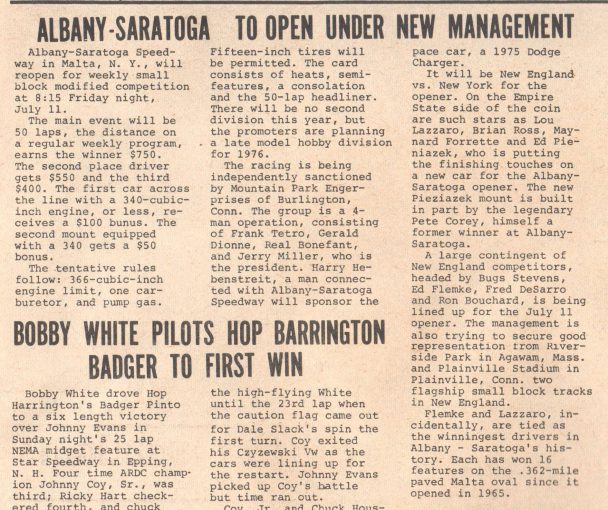 ALBANY-SARATOGA TO OPEN UNDER NEW MANAGEMENT
Albany-Saratoga Speed-
way in Malta, N. Y., will
reopen for weekly small
block modified competition
at 8:15 Friday night,
July 11.
The main event will be
50 laps, the distance on
a regular weekly program,
earns the winner $750.
The second place driver
gets $550 and the third
$400. The first car across
the line with a 340-cubic-
inch engine, or less, re-
ceives a $100 bonus. The
second mount equipped
with a 340 gets a $50
bonus.
The tentative rules
follow: 366-cubic-inch
engine limit, one car-
buretor, and pump gas.
Fifteen-inch tires will
be permitted. The card
consists of heats, semi-
features, a consolation
and the 50-lap headliner.
There will be no second
division this year, but
the promoters are planning
a late model hobby division
for 1976.
The racing is being
independently sanctioned
by Mountain Park Enger-
prises of Burlington,
Conn. The group is a 4-
man operation, consisting
of Frank Tetro, Gerald
Dionne, Real Bonefant,
and Jerry Miller, who is
the president. Harry He-
benstreit, a man connec-
ted with Albany-Saratoga
Speedway will sponsor the
pace car, a 1975 Dodge
Charger.
It will be New England
vs. New York for the
opener. On the Empire
State side of the coin
are such stars as Lou
Lazzaro, Brian Ross, May-
nard Forrette and Ed Pie-
niazek, who is putting
the finishing touches on
a new car for the Albany-
Saratoga opener. The new
Pieziazek mount is built
in part by the legendary
Pete Corey, himself a
former winner at Albany-
Saratoga.
A large contingent of
New England competitors,
headed by Bugs Stevens,
Ed Flemke, Fred DeSarro
and Ron Bouchard, is being
lined up for the July 11
opener. The management is
also trying to secure good
representation from River-
side Park in Agawam, Mass.
and Plainville Stadium in
Plainville, Conn. two
flagship small block tracks
in New England.
Flemke and Lazzaro, in-
cidentally, are tied as
the winningest drivers in
Albany - Saratoga's his-
tory. Each has won 16
features on the .362-mile
paved Malta oval since it
opened in 1965.
BOBBY WHITE PILOTS HOP BARRINGTON
BADGER TO FIRST WIN
Bobby White drove Hop
Harrington's Badger Pinto
to a six length victory
over Johnny Evans in
Sunday night's 25 lap
NEMA midget feature at
Star Speedway in Epping,
N. H. Four time ARDC champ-
ion Johnny Coy, Sr., was
third; Ricky Hart check-
ered fourth, and chuck
the high-flying White
until the 23rd lap when
the caution flag came out
for Dale Slack's spin the
first turn. Coy exited
his Czyzewski Vw as the
cars were lining up for
the restart. Johnny Evans
picked up Coy's battle
but time ran out.
Coy, Jr. and Chuck Hous-